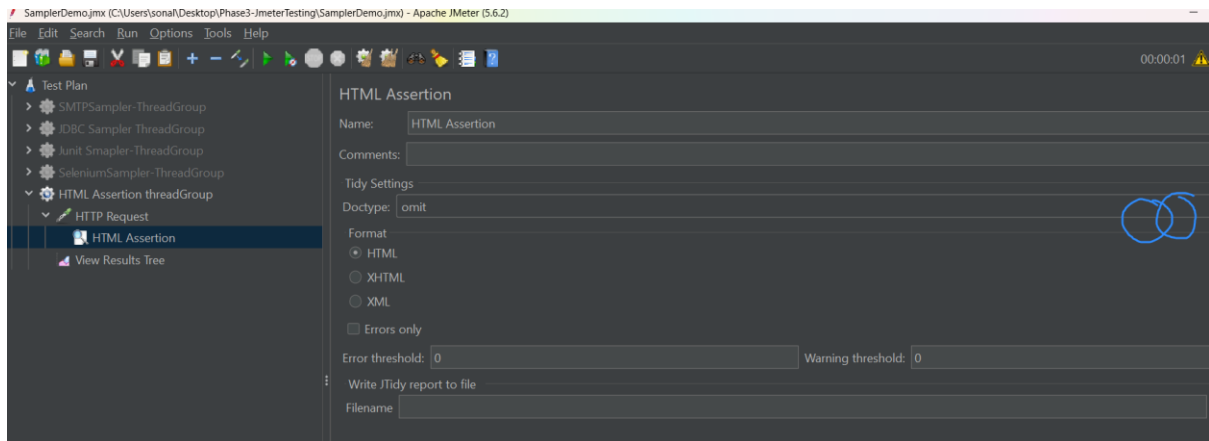 SamplerDemo.jmx (C:\Users\sonal\Desktop\Phase3-JmeterTesting\SamplerDemo.jmx) - Apache JMeter (5.6.2)
File Edit Search Run Options Tools Help
00:00:01
Test Plan
SMTPSampler-ThreadGroup
JDBC Sampler ThreadGroup
Junit Smapler-ThreadGroup
SeleniumSampler-ThreadGroup
HTML Assertion threadGroup
HTTP Request
HTML Assertion
View Results Tree
HTML Assertion
Name: HTML Assertion
Comments:
Tidy Settings
Doctype: omit
Format
HTML
XHTML
XML
Errors only
Error threshold: 0 Warning threshold: 0
Write JTidy report to file
Filename